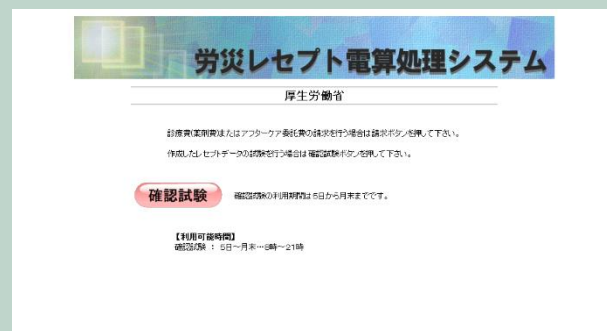 労災レセプト電算処理システム
厚生労働省
診療費(薬剤費)またはアフターケア委託費の請求を行う場合は請求ボタンを押して下さい。
作成したレセプトデータの試験を行う場合は確認試験ボタンを押して下さい。
確認試験 確認試験の利用期間は5日から月末までです。
【利用可能時間】
確認試験 : 5日～月末…8時～21時